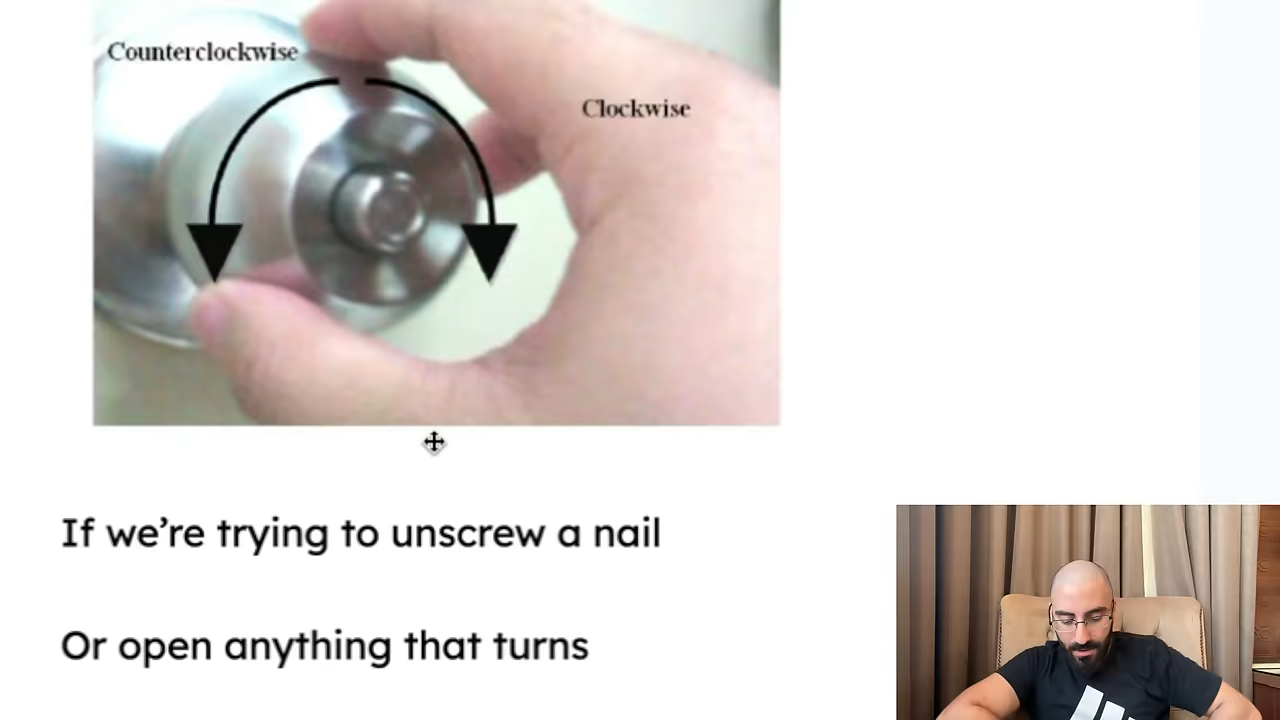 Counterclockwise
Clockwise
If we’re trying to unscrew a nail
Or open anything that turns